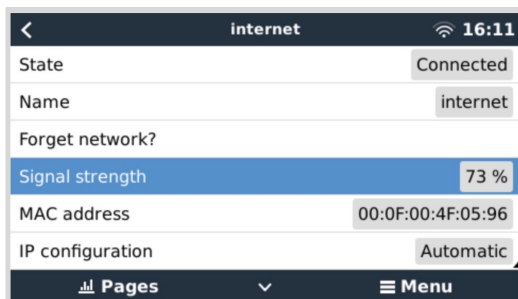 internet 16:11
State Connected
Name internet
Forget network?
Signal strength 73 %
MAC address 00:0F:00:4F:05:96
IP configuration Automatic
Pages Menu